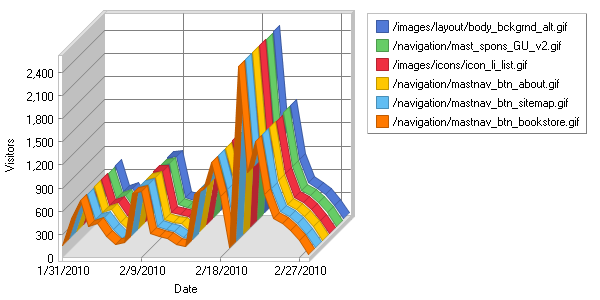 /images/layout/body_bckgrnd_alt.gif
/navigation/mast_spons_GU_v2.gif
/images/icons/icon_li_list.gif
/navigation/mastnav_btn_about.gif
/navigation/mastnav_btn_sitemap.gif
/navigation/mastnav_btn_bookstore.gif
Visitors
2,400
2,100
1,800
1,500
1,200
900
600
300
0
1/31/2010 2/9/2010 2/18/2010 2/27/2010
Date